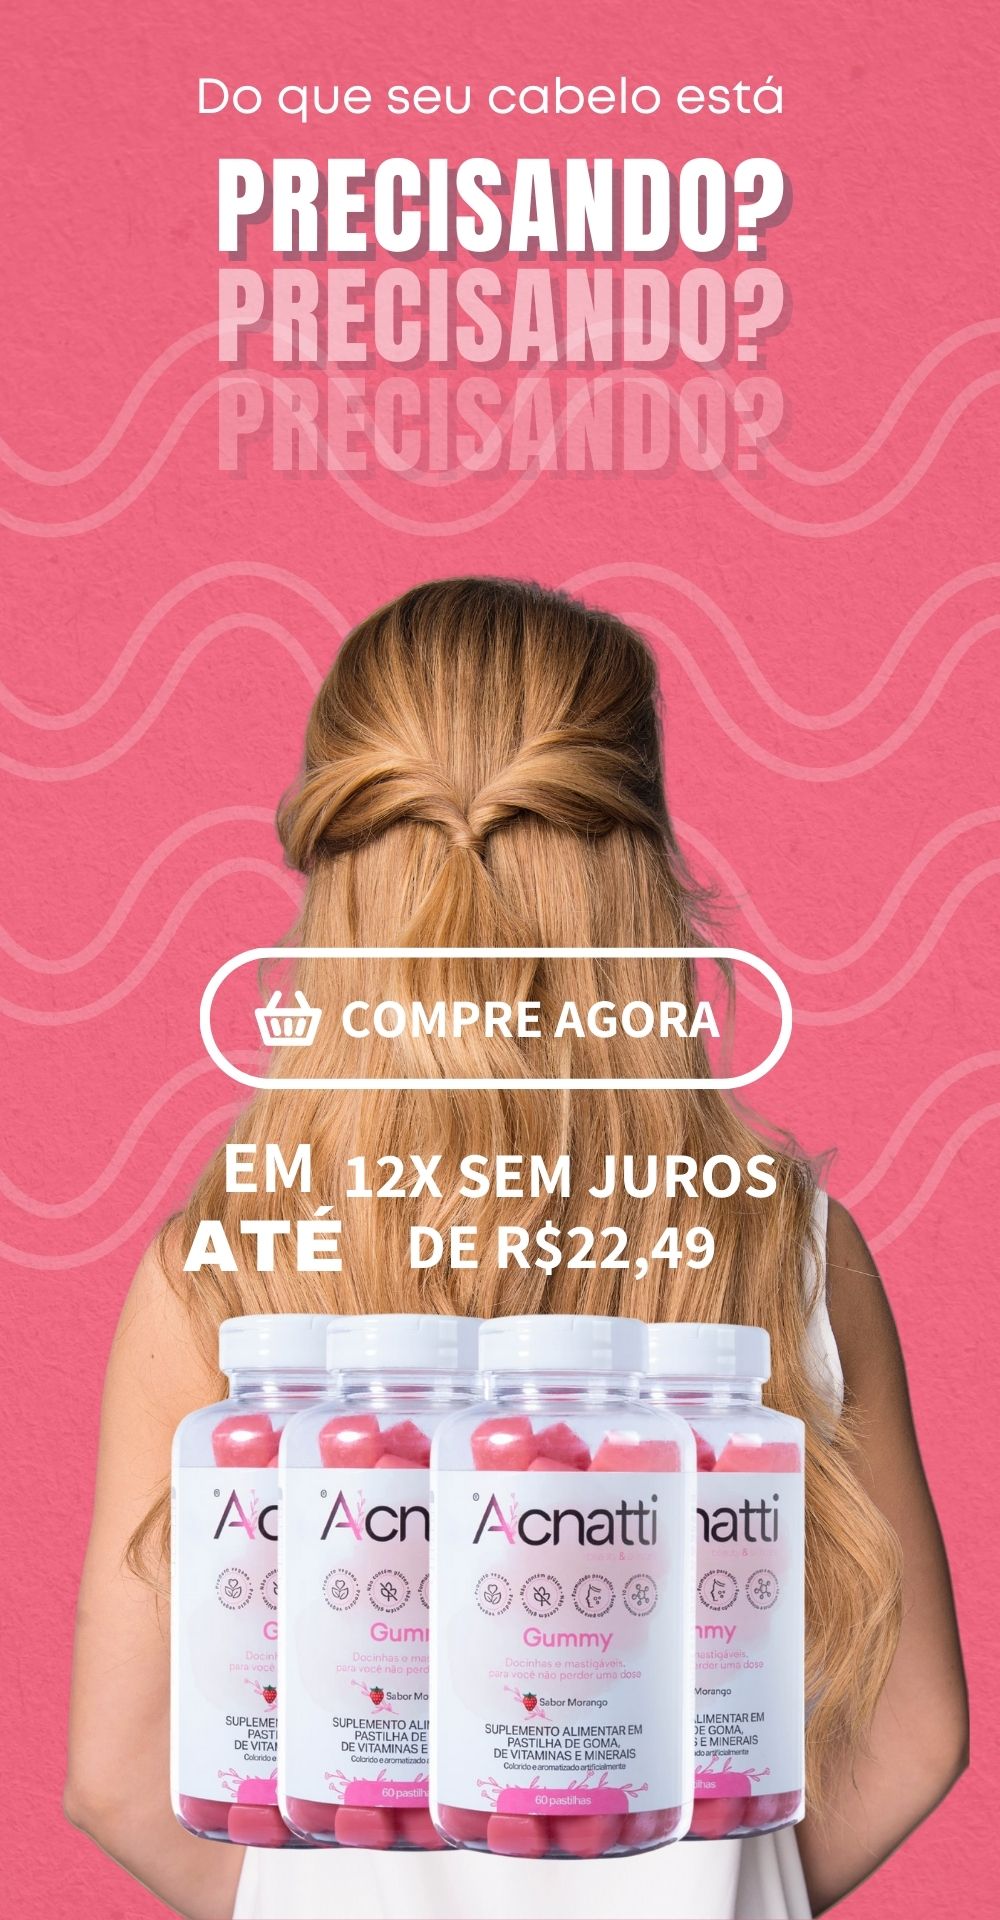 Do que seu cabelo está
PRECISANDO?
PRECISANDO?
PRECISANDO?
COMPRE AGORA
EM ATÉ
12X SEM JUROS
DE R$22,49
Acnatti
Gummy
Docinhas e mastigáveis,
para você não perder uma dose
Sabor Morango
SUPLEMENTO ALIMENTAR EM
PASTILHA DE GOMA,
DE VITAMINAS E MINERAIS
Colorido e aromatizado artificialmente
60 pastilhas